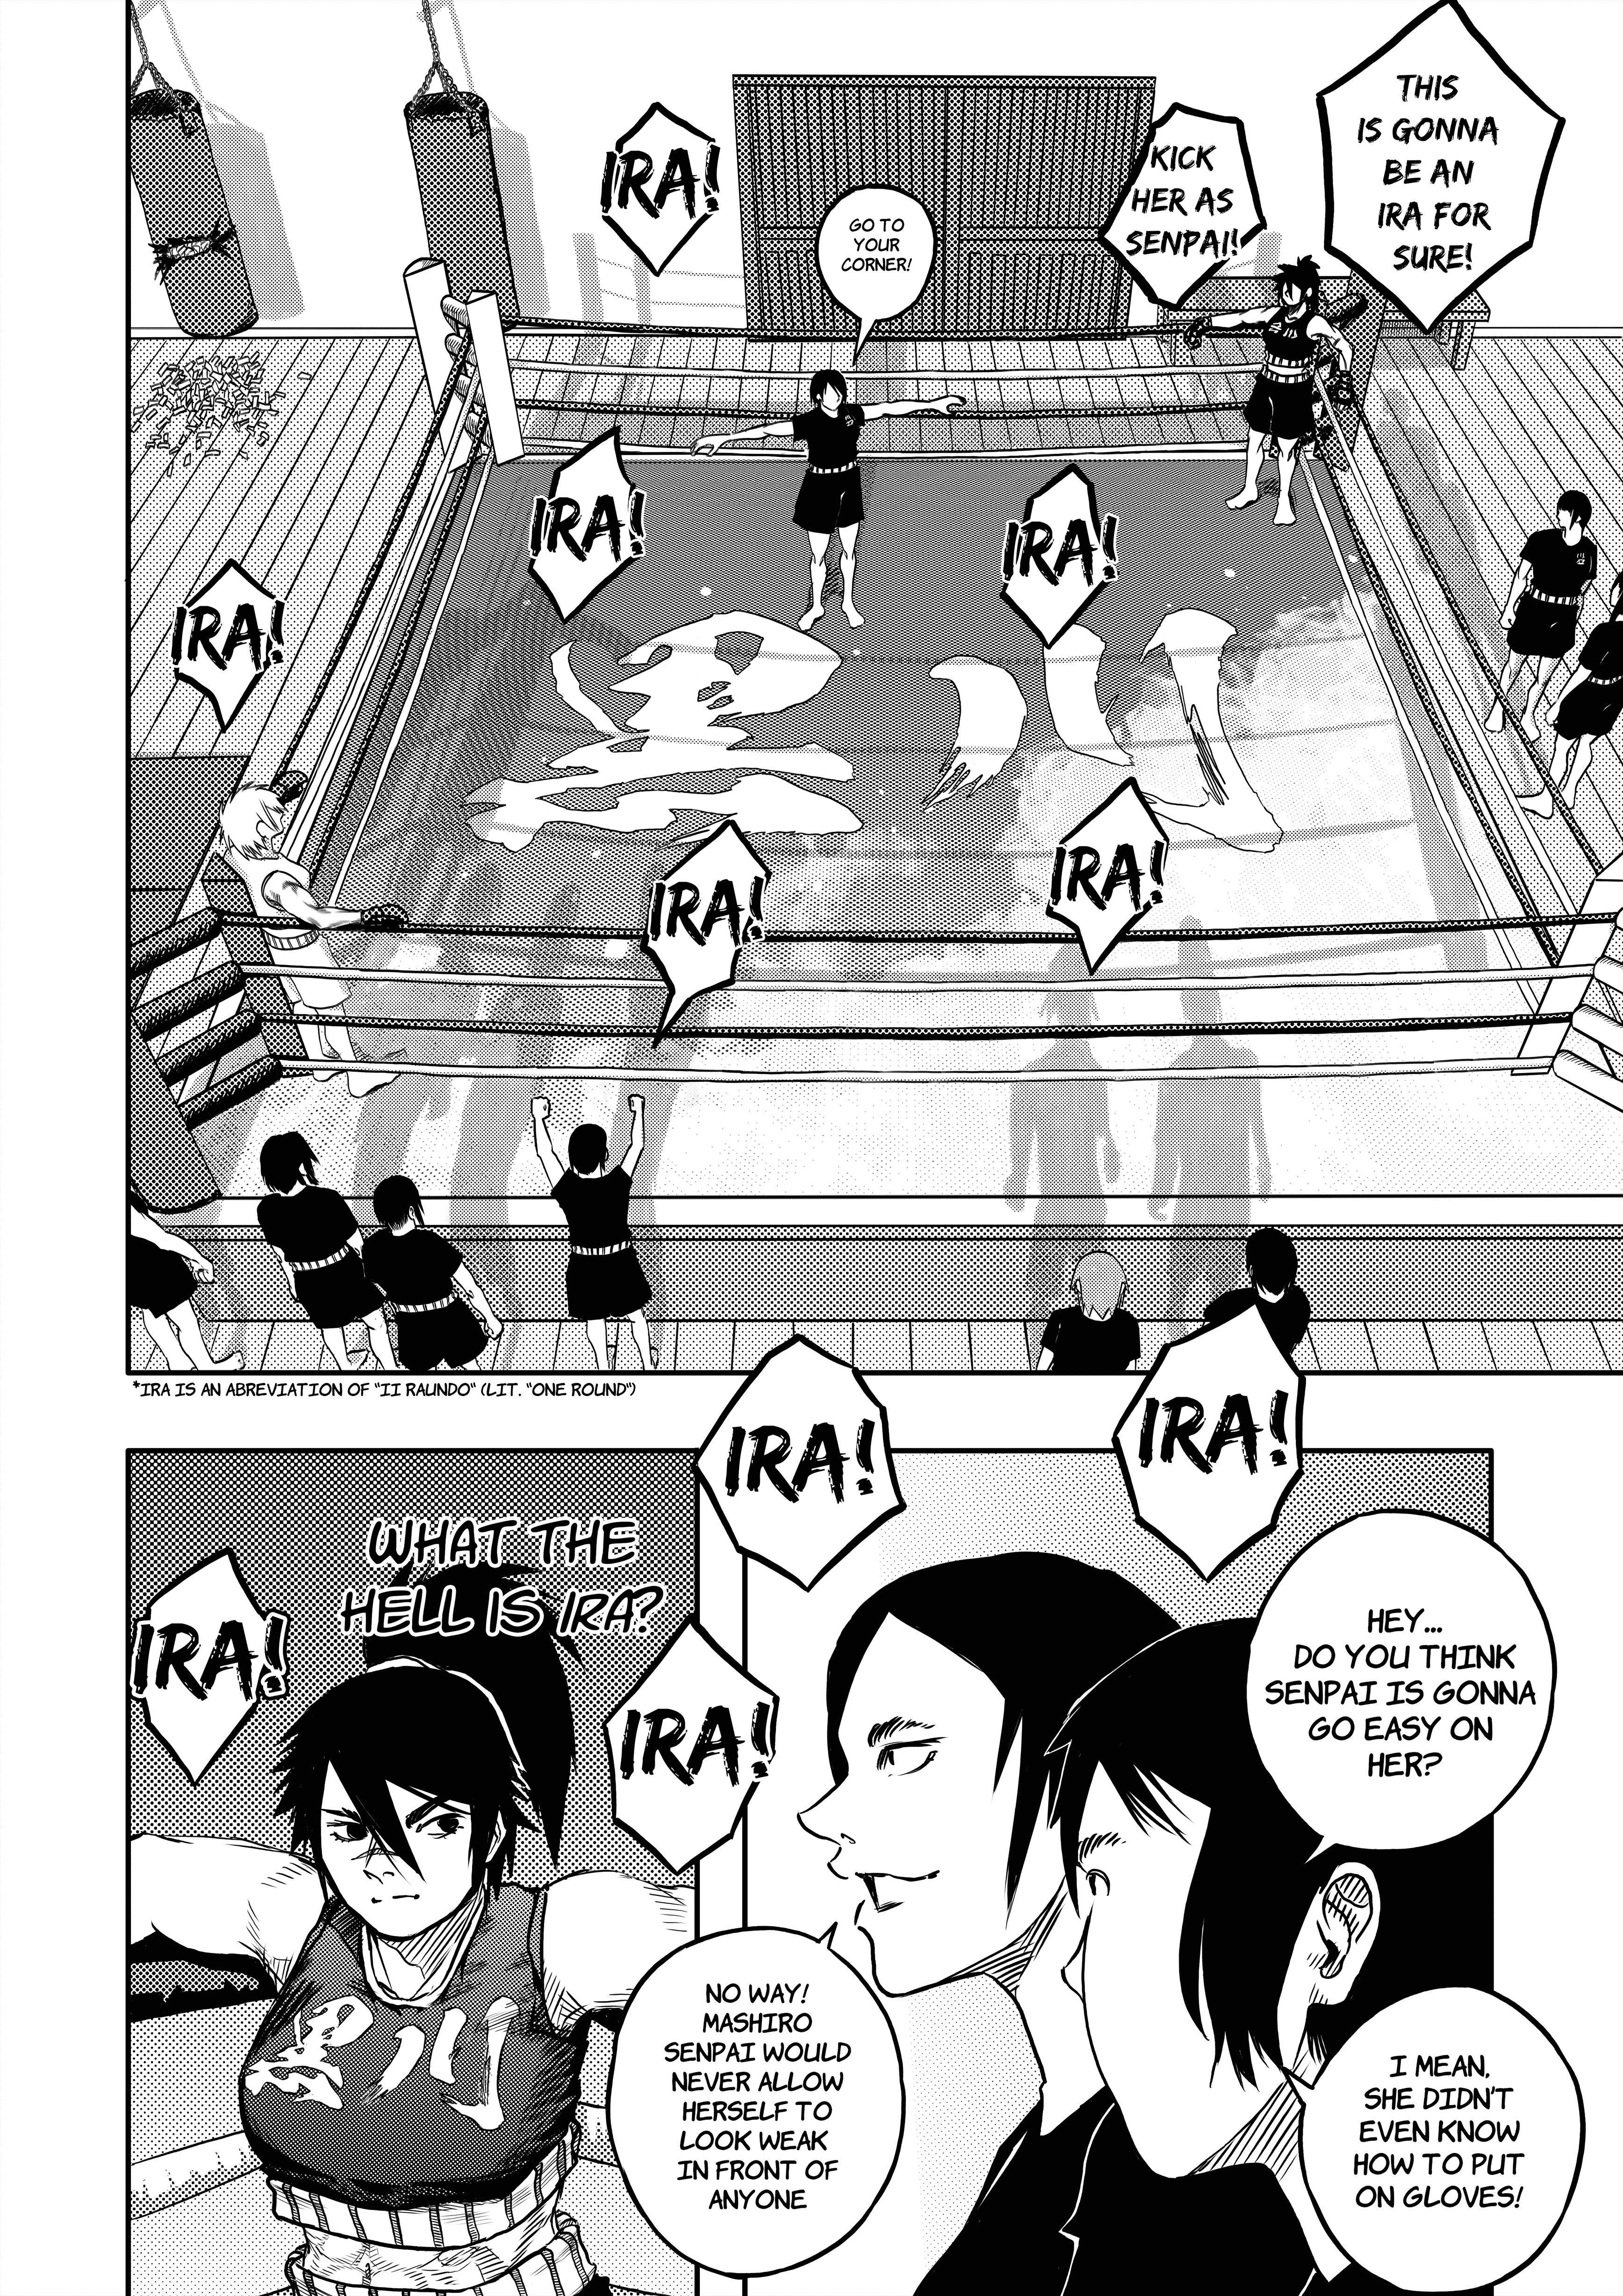 THIS
IS GONNA
BE AN
IRA FOR
SURE!
KICK
HER AS
SENPAI!
GO TO
YOUR
CORNER!
IRA!
IRA!
IRA!
IRA!
IRA!
IRA!
*IRA IS AN ABREVIATION OF "II RAUNDO" (LIT. "ONE ROUND")
IRA!
IRA!
HEY...
DO YOU THINK
SENPAI IS GONNA
GO EASY ON
HER?
I MEAN,
SHE DIDN'T
EVEN KNOW
HOW TO PUT
ON GLOVES!
NO WAY!
MASHIRO
SENPAI WOULD
NEVER ALLOW
HERSELF TO
LOOK WEAK
IN FRONT OF
ANYONE
IRA!
WHAT THE
HELL IS IRA?
IRA!